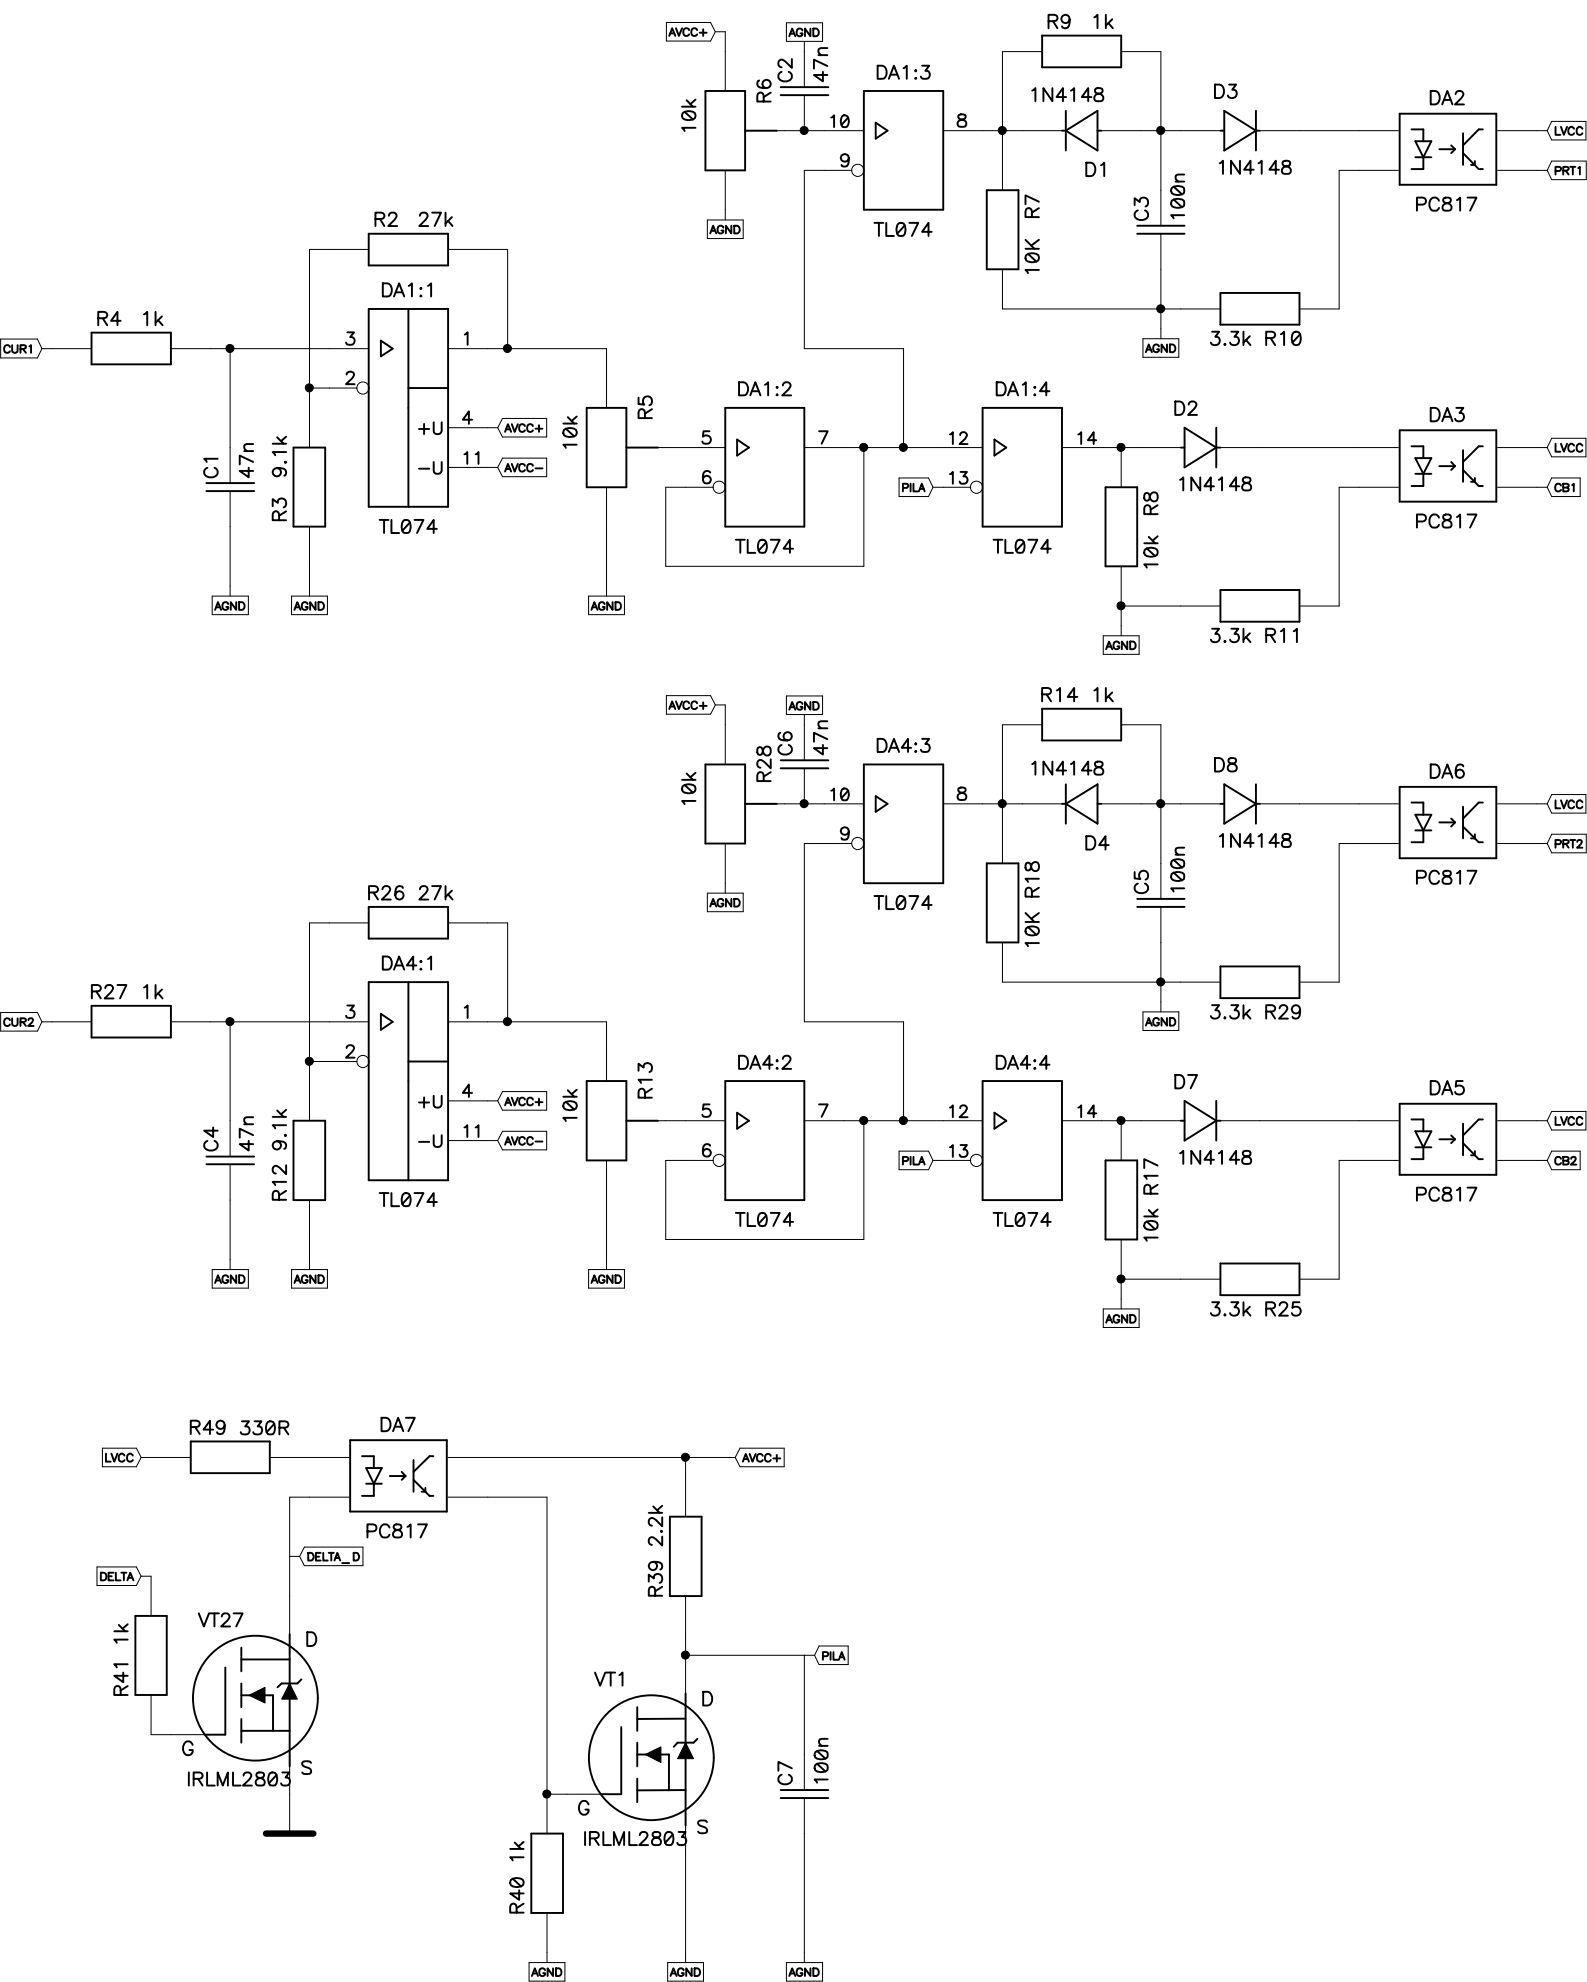 R9 1k
AVCC+
AGND
C2
47n
DA1:3
1N4148
D3
DA2
R6
10k
10
8
LVCC
9
D1
1N4148
PRT1
TL074
AGND
R7
10K
C3
100n
PC817
R2 27k
DA1:1
R4 1k
CUR1
3
1
2
AGND
3.3k R10
+U
4
AVCC+
-U
11
AVCC-
C1
47n
R3 9.1k
TL074
AGND
AGND
10k
R5
AGND
DA1:2
5
7
6
TL074
DA1:4
12
14
PILA
13
TL074
D2
1N4148
R8
10k
DA3
LVCC
CB1
PC817
3.3k R11
AGND
R14 1k
AVCC+
AGND
C6
47n
DA4:3
1N4148
D8
DA6
R28
10k
10
8
LVCC
9
D4
1N4148
PRT2
TL074
AGND
10K R18
C5
100n
PC817
R26 27k
DA4:1
R27 1k
CUR2
3
1
2
AGND
3.3k R29
+U
4
AVCC+
-U
11
AVCC-
C4
47n
R12 9.1k
TL074
AGND
AGND
10k
R13
AGND
DA4:2
5
7
6
TL074
DA4:4
12
14
PILA
13
TL074
D7
1N4148
10k R17
DA5
LVCC
CB2
PC817
3.3k R25
AGND
R49 330R
DA7
LVCC
AVCC+
PC817
DELTA_D
DELTA
R41 1k
VT27
D
G
S
IRLML2803
R39 2.2k
PILA
VT1
D
G
S
IRLML2803
C7
100n
R40 1k
AGND
AGND
AGND